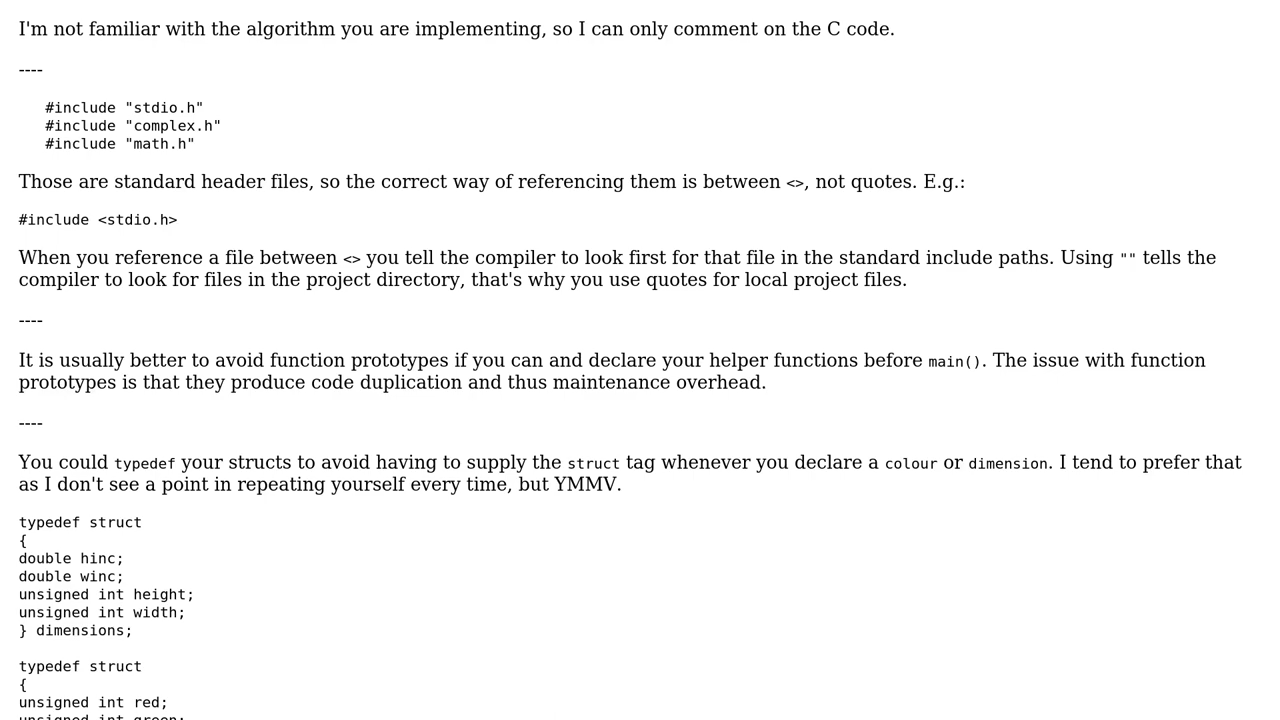 I'm not familiar with the algorithm you are implementing, so I can only comment on the C code.
----
#include "stdio.h"
#include "complex.h"
#include "math.h"
Those are standard header files, so the correct way of referencing them is between <>, not quotes. E.g.:
#include <stdio.h>
When you reference a file between <> you tell the compiler to look first for that file in the standard include paths. Using "" tells the
compiler to look for files in the project directory, that's why you use quotes for local project files.
----
It is usually better to avoid function prototypes if you can and declare your helper functions before main(). The issue with function
prototypes is that they produce code duplication and thus maintenance overhead.
----
You could typedef your structs to avoid having to supply the struct tag whenever you declare a colour or dimension. I tend to prefer that
as I don't see a point in repeating yourself every time, but YMMV.
typedef struct
{
double hinc;
double winc;
unsigned int height;
unsigned int width;
} dimensions;
typedef struct
{
unsigned int red;
unsigned int green;